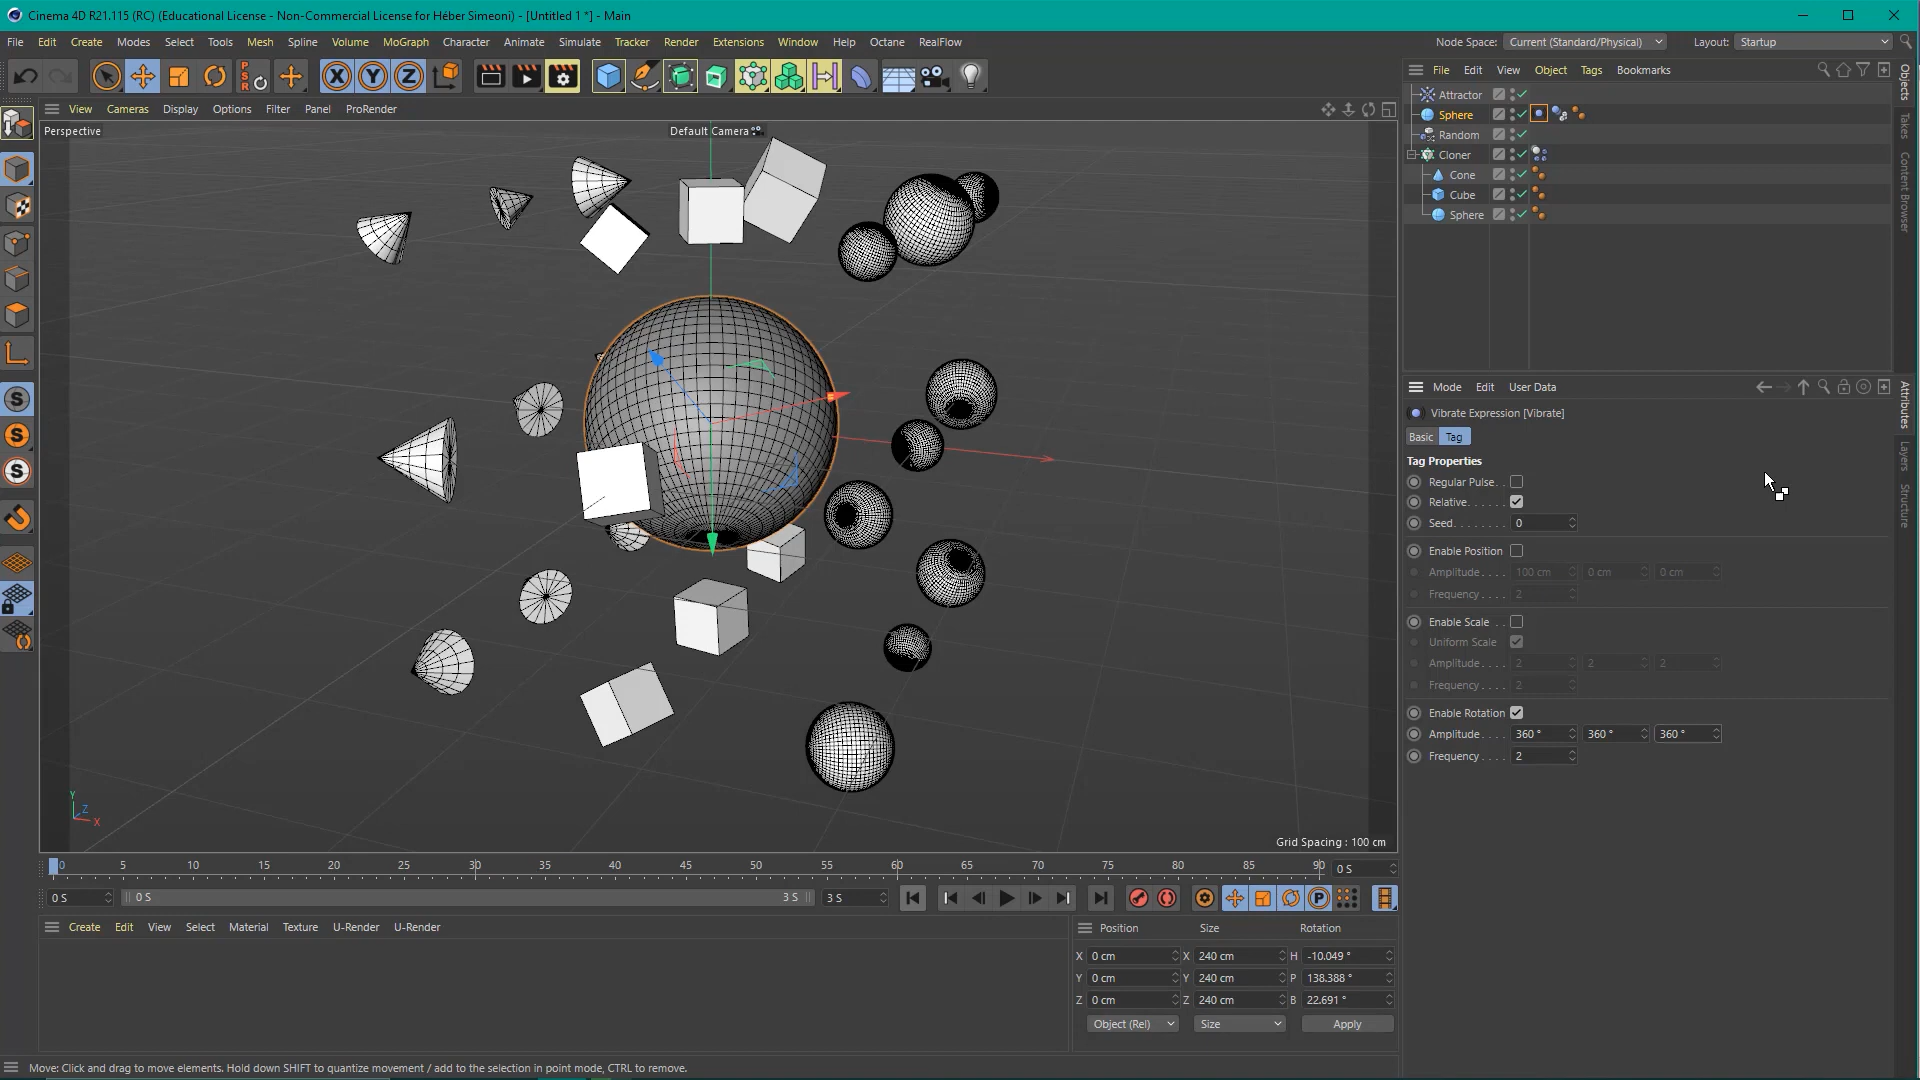 Cinema 4D R21.115 (RC) (Educational License - Non-Commercial License for Héber Simeoni) - [Untitled 1 *] - Main
File Edit Create Modes Select Tools Mesh Spline Volume MoGraph Character Animate Simulate Tracker Render Extensions Window Help Octane RealFlow
Node Space: Current (Standard/Physical) Layout: Startup
X Y Z
PSR
View Cameras Display Options Filter Panel ProRender
Perspective
Default Camera
Y
Z
X
Grid Spacing : 100 cm
File Edit View Object Tags Bookmarks
Attractor
Sphere
Random
Cloner
Cone
Cube
Sphere
Objects
Takes
Content Browser
Mode Edit User Data
Vibrate Expression [Vibrate]
Basic Tag
Tag Properties
Regular Pulse. .
Relative. . . . .
Seed. . . . . . . . 0
Enable Position
Amplitude. . . . 100 cm 0 cm 0 cm
Frequency . . . . 2
Enable Scale
Uniform Scale
Amplitude. . . . 2 2 2
Frequency . . . . 2
Enable Rotation
Amplitude. . . . 360 ° 360 ° 360 °
Frequency . . . . 2
Attributes
Layers
Structure
S
S
S
0 5 10 15 20 25 30 35 40 45 50 55 60 65 70 75 80 85 90 0 S
0 S 0 S 3 S 3 S
P
Create Edit View Select Material Texture U-Render U-Render
Position Size Rotation
X 0 cm X 240 cm H -10.049 °
Y 0 cm Y 240 cm P 138.388 °
Z 0 cm Z 240 cm B 22.691 °
Object (Rel) Size Apply
Move: Click and drag to move elements. Hold down SHIFT to quantize movement / add to the selection in point mode, CTRL to remove.